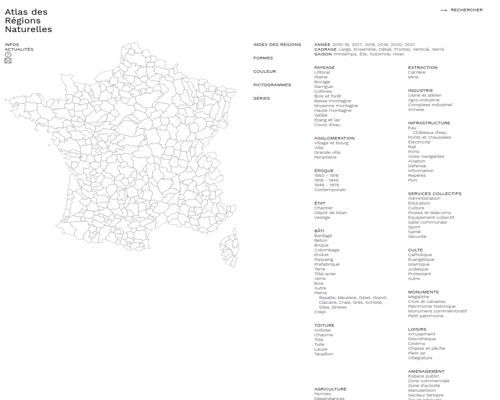 Atlas des
Régions
Naturelles
→ RECHERCHER
INFOS
ACTUALITÉS
INDEX DES RÉGIONS
FORMES
COULEUR
PICTOGRAMMES
SÉRIES
ANNÉE 2010-16, 2017, 2018, 2019, 2020, 2021
CADRAGE Large, Ensemble, Détail, Frontal, Vertical, Serré
SAISON Printemps, Été, Automne, Hiver
PAYSAGE
Littoral
Plaine
Bocage
Garrigue
Collines
Bois et forêt
Basse montagne
Moyenne montagne
Haute montagne
Vallée
Étang et lac
Cours d'eau
AGGLOMERATION
Village et bourg
Ville
Grande ville
Périphérie
ÉPOQUE
1850 - 1918
1919 - 1945
1946 - 1975
Contemporain
ÉTAT
Chantier
Dépôt de bilan
Vestige
BÂTI
Bardage
Béton
Brique
Colombage
Enduit
Parpaing
Préfabriqué
Terre
Tôle-acier
Verre
Bois
Autre
Pierre
Basalte, Meulière, Galet, Granit,
Calcaire, Craie, Grès, Schiste,
Silex, Gneiss
Crépi
TOITURE
Ardoise
Chaume
Tôle
Tuile
Lauze
Tavaillon
AGRICULTURE
Fermes
Dépendances
EXTRACTION
Carrière
Mine
INDUSTRIE
Usine et atelier
Agro-industrie
Complexe industriel
Annexe
INFRASTRUCTURE
Eau
Châteaux d'eau
Ponts et chaussées
Électricité
Rail
Ports
Voies navigables
Aviation
Défense
Information
Repères
Port
SERVICES COLLECTIFS
Administration
Éducation
Culture
Postes et télécoms
Équipement collectif
Salle communale
Sport
Santé
Sécurité
CULTE
Catholique
Évangélique
Islamique
Judaïque
Protestant
Autre
MONUMENTS
Mégalithe
Croix et calvaires
Patrimoine historique
Monument commémoratif
Petit patrimoine
LOISIRS
Amusement
Discothèque
Cinéma
Chasse et pêche
Plein air
Villégiature
AMÉNAGEMENT
Espace public
Zone commerciale
Zone d'activité
Manutention
Secteur tertiaire